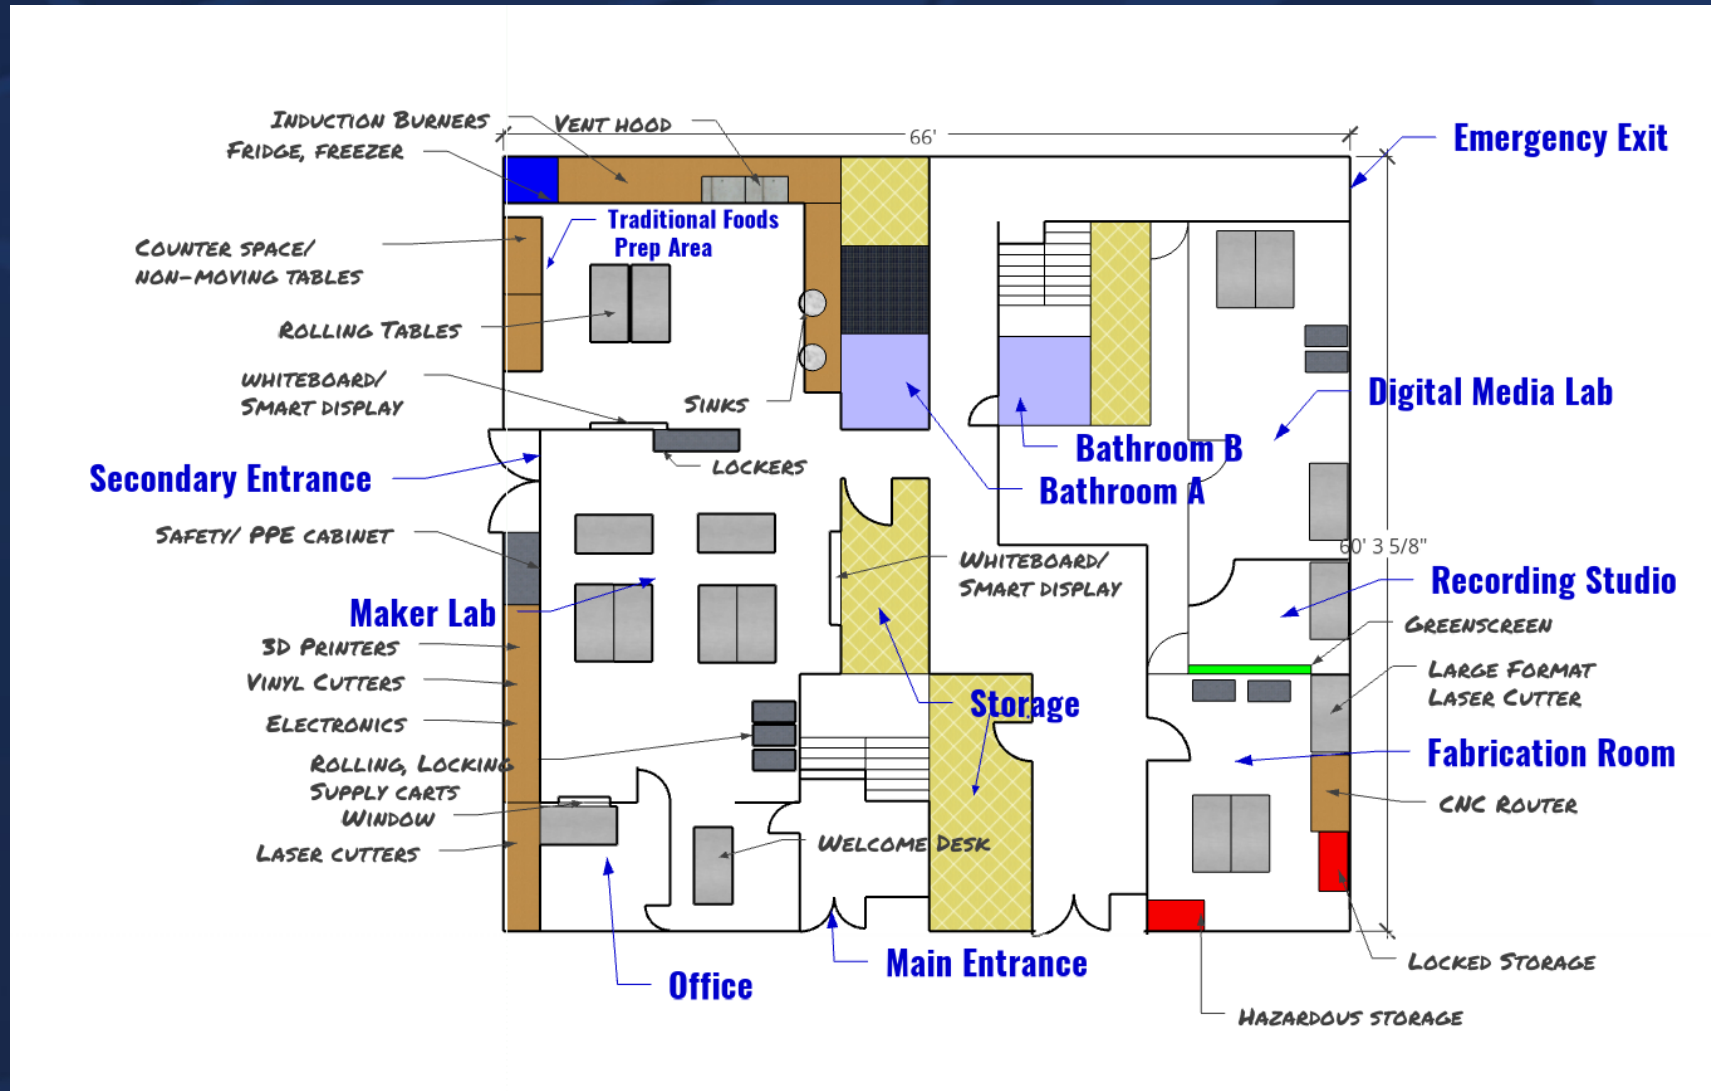 Induction Burners
Vent hood
Fridge, freezer
66'
Emergency Exit
Traditional Foods
Prep Area
Counter space/
non-moving tables
Rolling Tables
whiteboard/
Smart display
Sinks
Digital Media Lab
Bathroom B
Lockers
Secondary Entrance
Bathroom A
Safety/ PPE cabinet
60' 3 5/8"
Whiteboard/
Smart display
Recording Studio
Maker Lab
Greenscreen
3D Printers
Large Format
Laser Cutter
Vinyl Cutters
Storage
Electronics
Fabrication Room
Rolling, Locking
Supply carts
Window
CNC Router
Welcome Desk
Laser cutters
Main Entrance
Locked Storage
Office
Hazardous storage